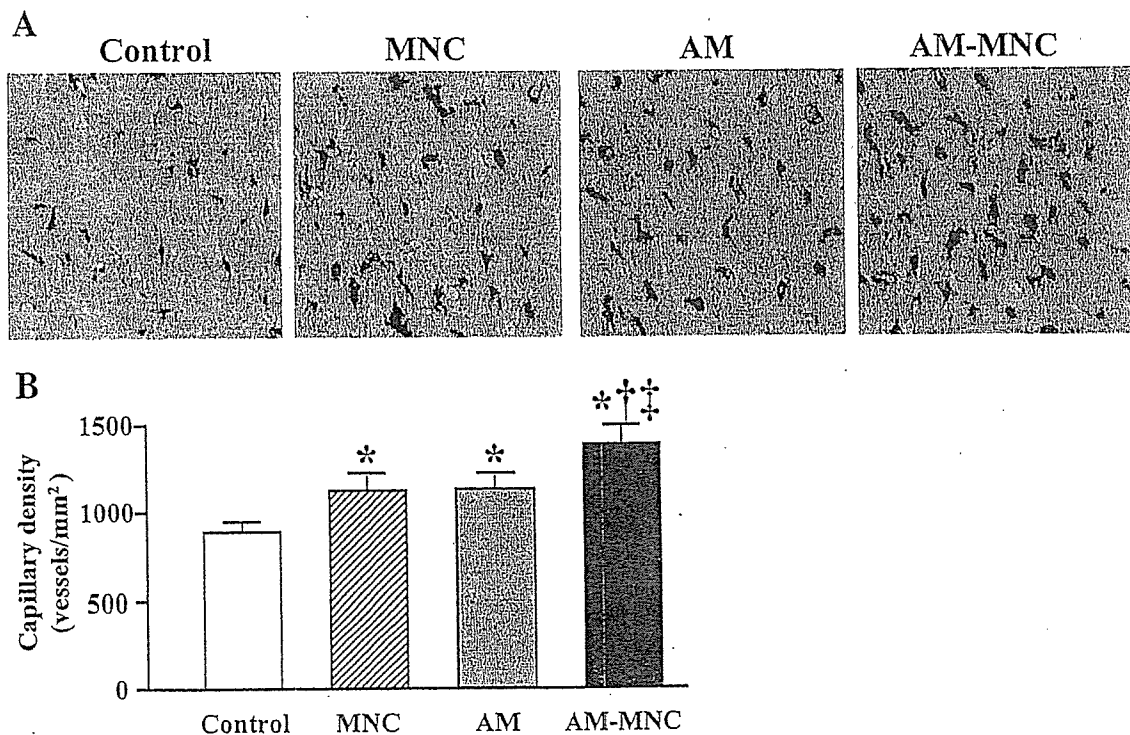 A
Control MNC AM AM-MNC
B
Capillary density
(vessels/mm²)
1500
1000
500
0
* * *†‡
Control MNC AM AM-MNC